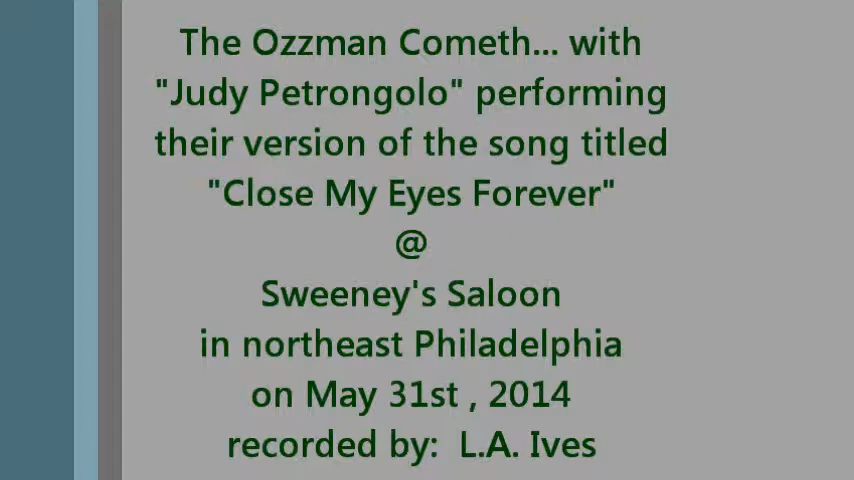 The Ozzman Cometh... with
"Judy Petrongolo" performing
their version of the song titled
"Close My Eyes Forever"
@
Sweeney's Saloon
in northeast Philadelphia
on May 31st , 2014
recorded by:  L.A. Ives